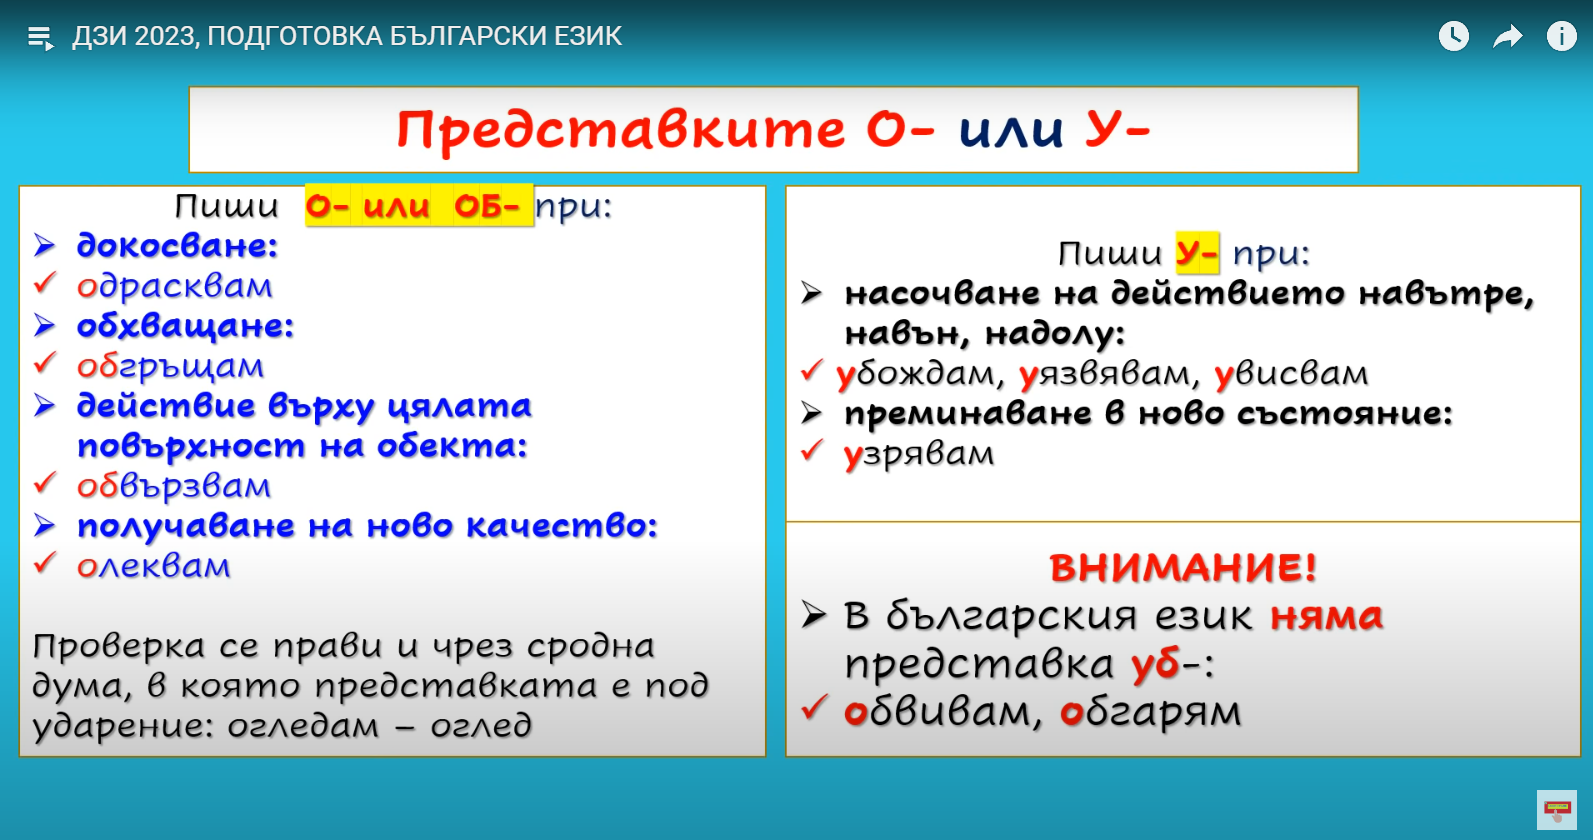 ДЗИ 2023, ПОДГОТОВКА БЪЛГАРСКИ ЕЗИК
Представките О- или У-
Пиши О- или ОБ- при:
докосване:
одрасквам
обхващане:
обгръщам
действие върху цялата
повърхност на обекта:
обвързвам
получаване на ново качество:
олеквам
Проверка се прави и чрез сродна
дума, в която представката е под
ударение: огледам – оглед
Пиши У- при:
насочване на действието навътре,
навън, надолу:
убождам, уязвявам, увисвам
преминаване в ново състояние:
узрявам
ВНИМАНИЕ!
В българския език няма
представка уб-:
обвивам, обгарям